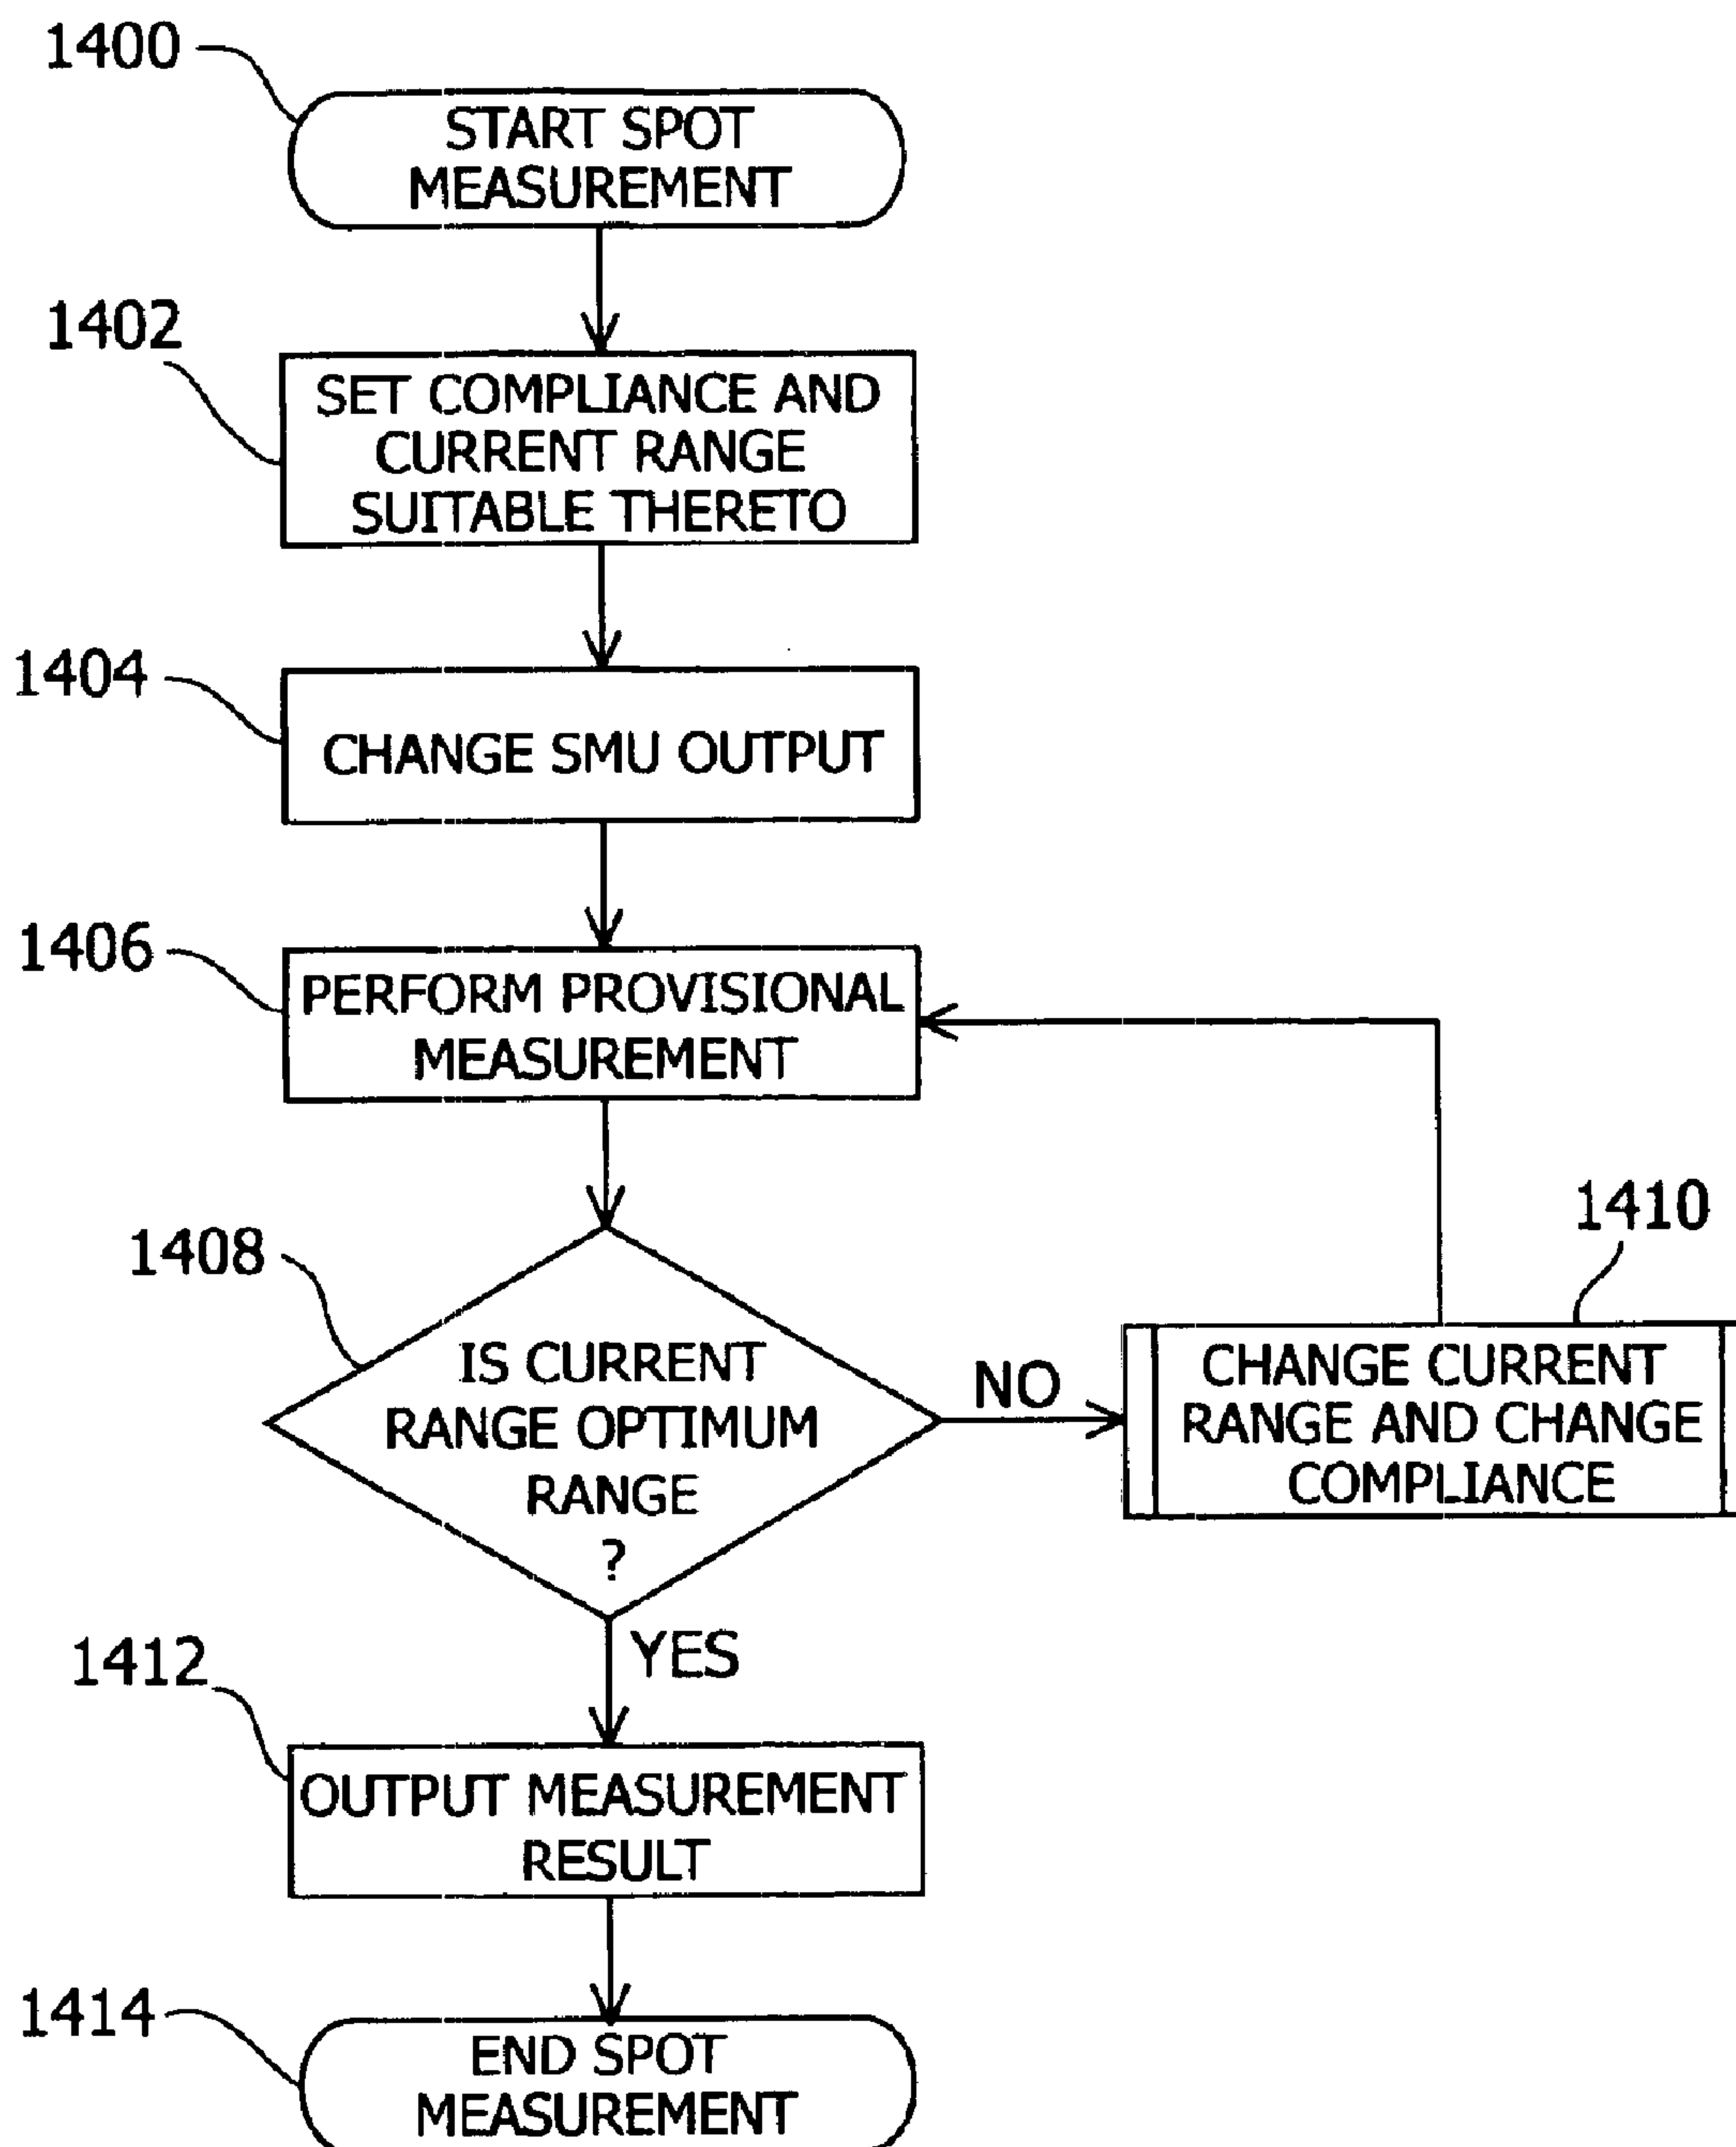 1400
START SPOT
MEASUREMENT
1402
SET COMPLIANCE AND
CURRENT RANGE
SUITABLE THERETO
1404
CHANGE SMU OUTPUT
1406
PERFORM PROVISIONAL
MEASUREMENT
1408
IS CURRENT
RANGE OPTIMUM
RANGE
?
NO
1410
CHANGE CURRENT
RANGE AND CHANGE
COMPLIANCE
YES
1412
OUTPUT MEASUREMENT
RESULT
1414
END SPOT
MEASUREMENT